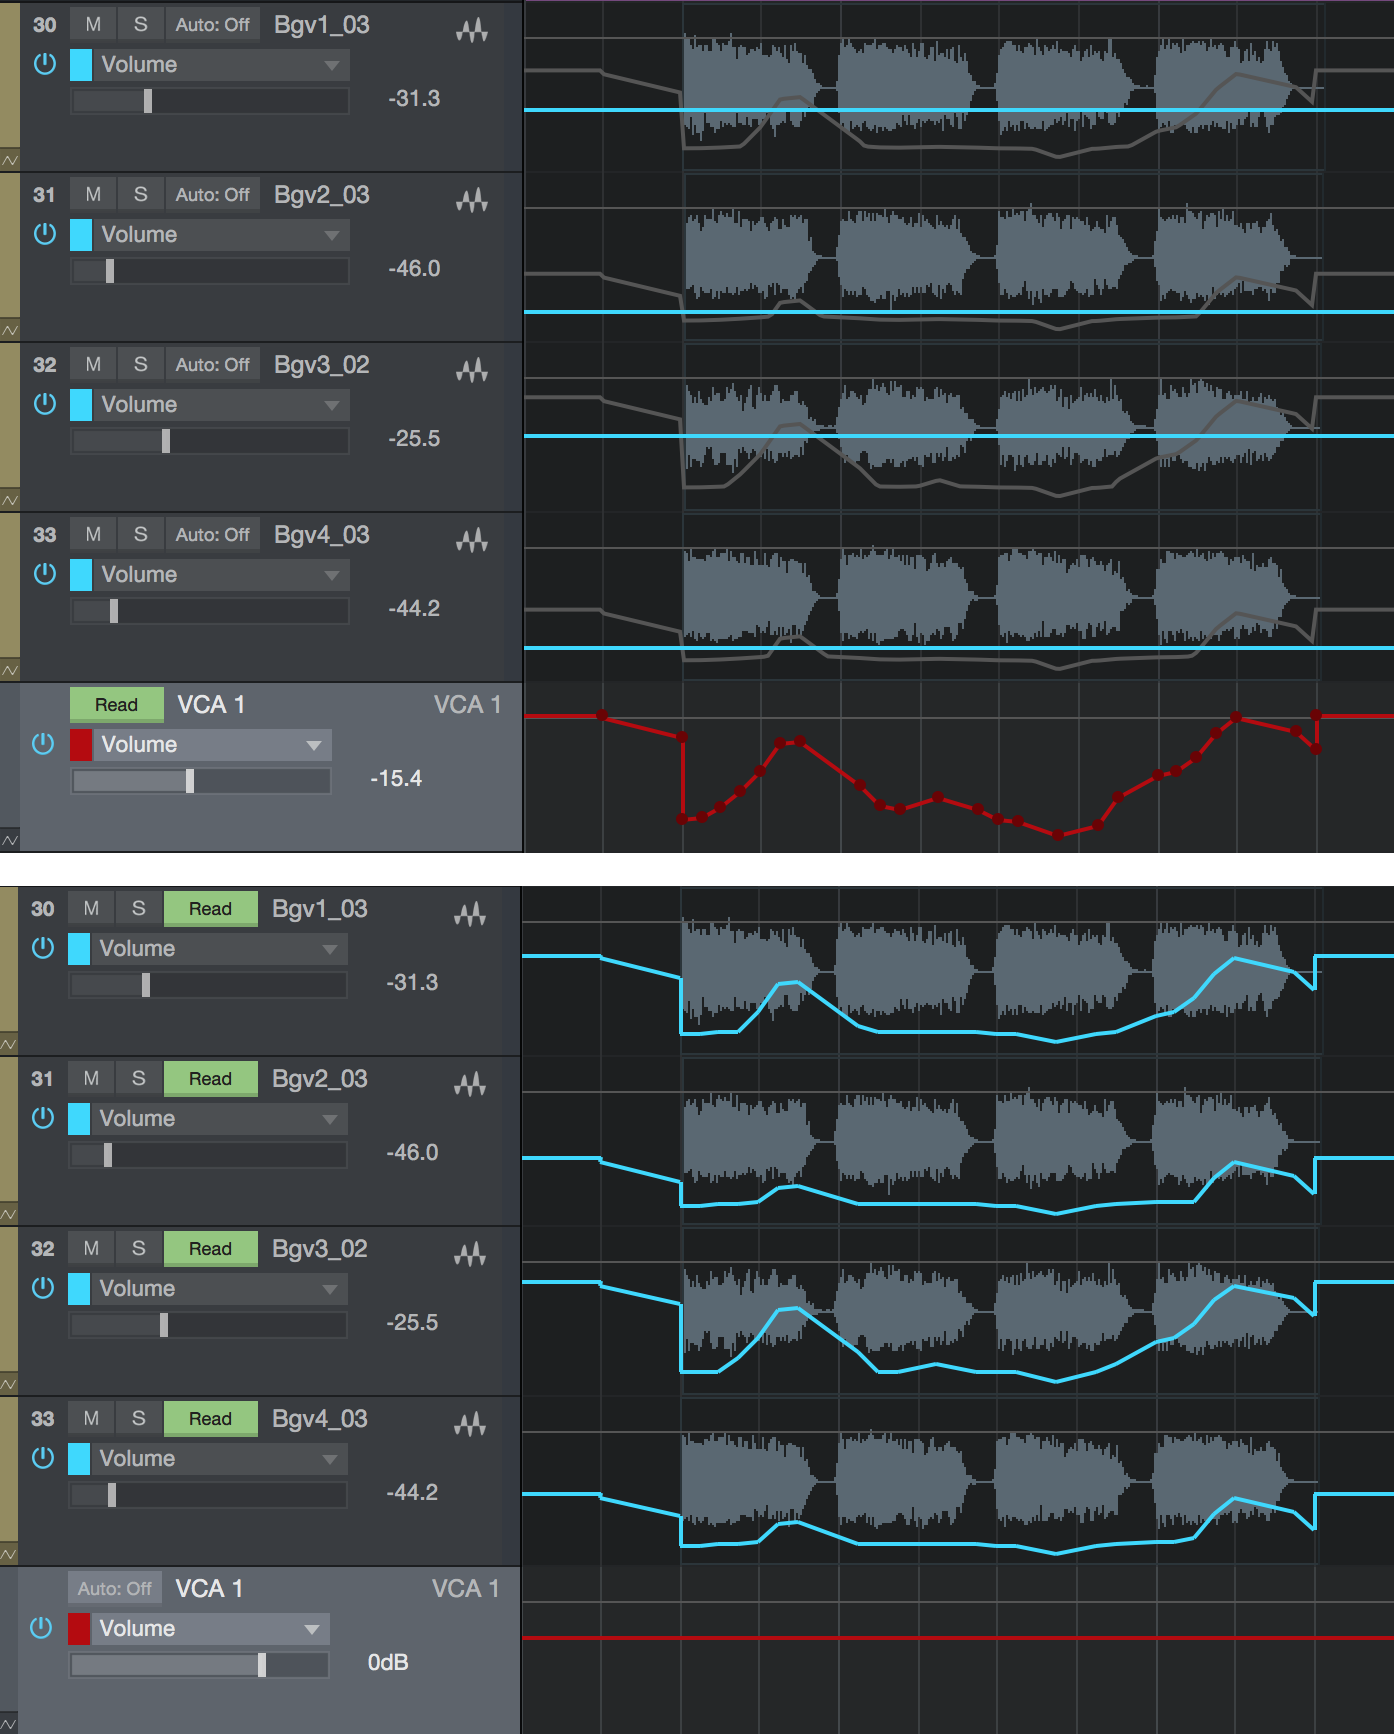 30 M S Auto: Off Bgv1_03
Volume
-31.3
31 M S Auto: Off Bgv2_03
Volume
-46.0
32 M S Auto: Off Bgv3_02
Volume
-25.5
33 M S Auto: Off Bgv4_03
Volume
-44.2
Read VCA 1 VCA 1
Volume
-15.4
30 M S Read Bgv1_03
Volume
-31.3
31 M S Read Bgv2_03
Volume
-46.0
32 M S Read Bgv3_02
Volume
-25.5
33 M S Read Bgv4_03
Volume
-44.2
Auto: Off VCA 1 VCA 1
Volume
0dB